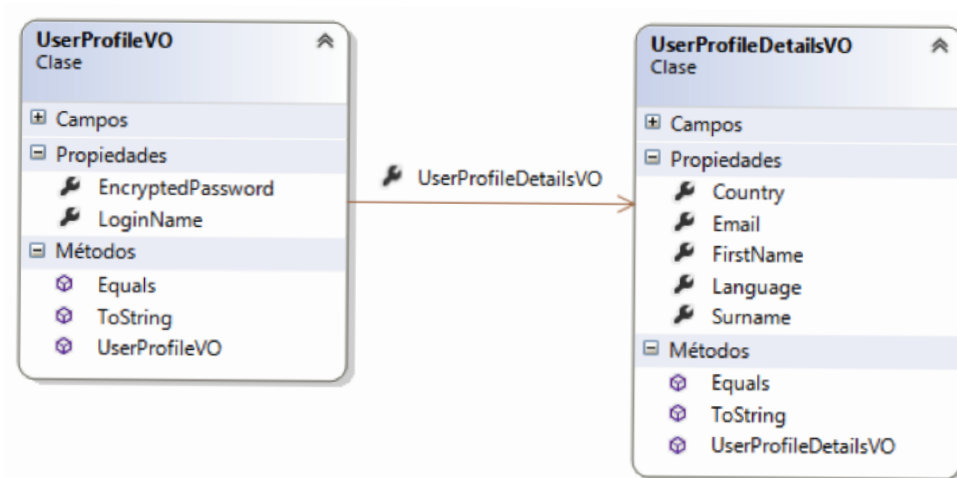 UserProfileVO
Clase
Campos
Propiedades
EncryptedPassword
LoginName
Métodos
Equals
ToString
UserProfileVO
UserProfileDetailsVO
UserProfileDetailsVO
Clase
Campos
Propiedades
Country
Email
FirstName
Language
Surname
Métodos
Equals
ToString
UserProfileDetailsVO